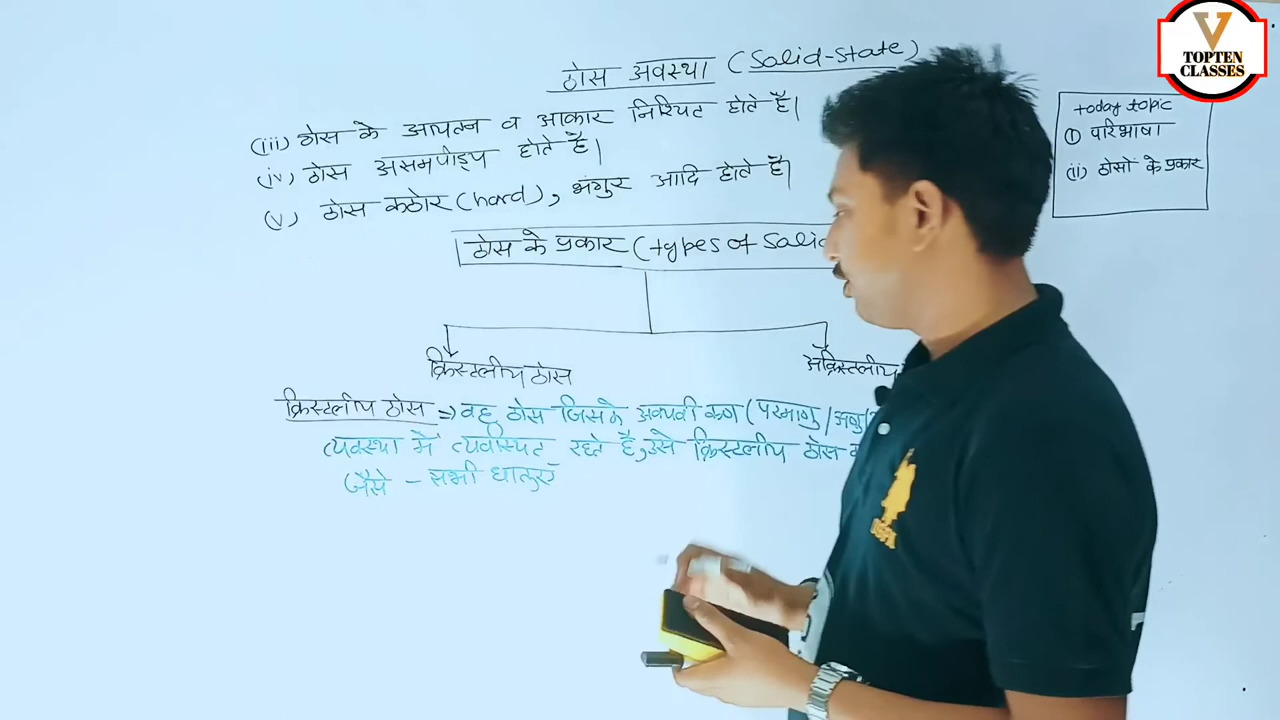 V
TOPTEN
CLASSES
ठोस अवस्था (Solid-State)
today topic
① परिभाषा
(ii) ठोसों के प्रकार
(iii) ठोस के आयतन व आकार निश्चित होते हैं।
(iv) ठोस असमपीड्य होते हैं।
(v) ठोस कठोर (hard), भंगुर आदि होते हैं।
ठोस के प्रकार (types of Solid
क्रिस्टलीय ठोस
अक्रिस्टलीय
क्रिस्टलीय ठोस => वह ठोस जिसके अवयवी कण (परमाणु/अणु/
व्यवस्था में व्यवस्थित रहते हैं, उसे क्रिस्टलीय ठोस
जैसे - सभी धातुएँ